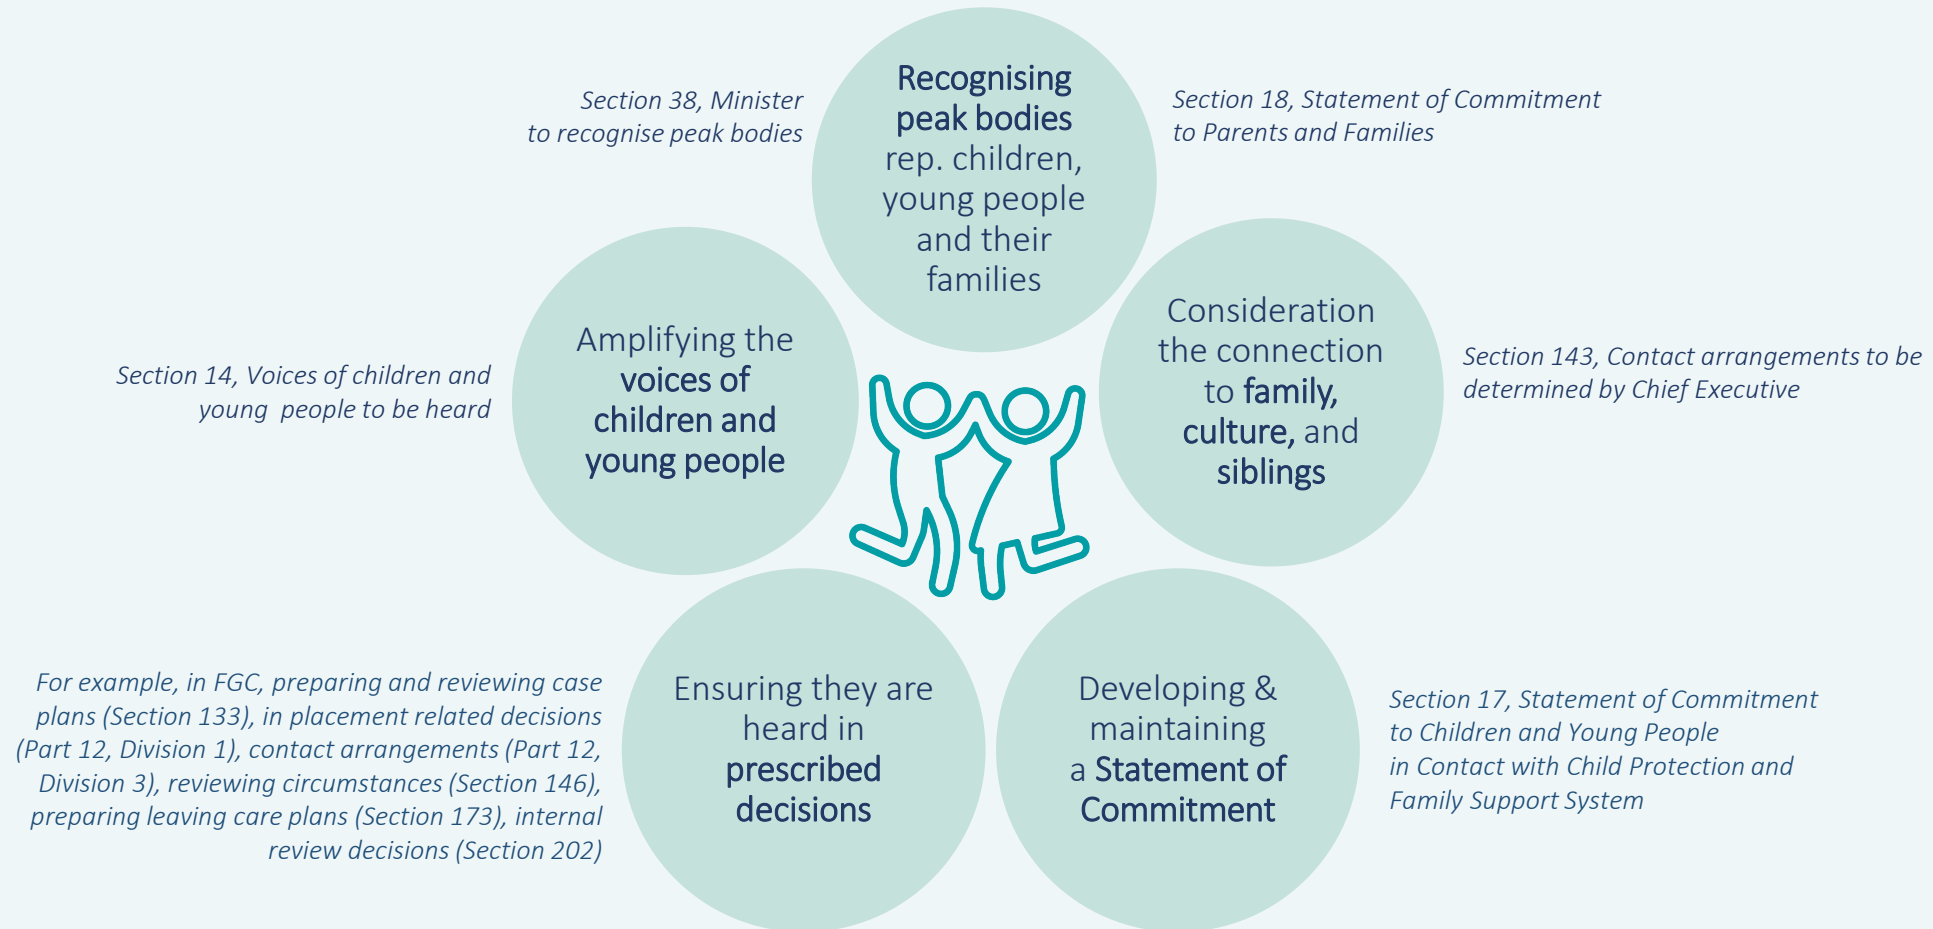 Recognising
peak bodies
rep. children,
young people
and their
families
Section 38, Minister
to recognise peak bodies
Section 18, Statement of Commitment
to Parents and Families
Amplifying the
voices of
children and
young people
Section 14, Voices of children and
young people to be heard
Consideration
the connection
to family,
culture, and
siblings
Section 143, Contact arrangements to be
determined by Chief Executive
Ensuring they are
heard in
prescribed
decisions
For example, in FGC, preparing and reviewing case
plans (Section 133), in placement related decisions
(Part 12, Division 1), contact arrangements (Part 12,
Division 3), reviewing circumstances (Section 146),
preparing leaving care plans (Section 173), internal
review decisions (Section 202)
Developing &
maintaining
a Statement of
Commitment
Section 17, Statement of Commitment
to Children and Young People
in Contact with Child Protection and
Family Support System